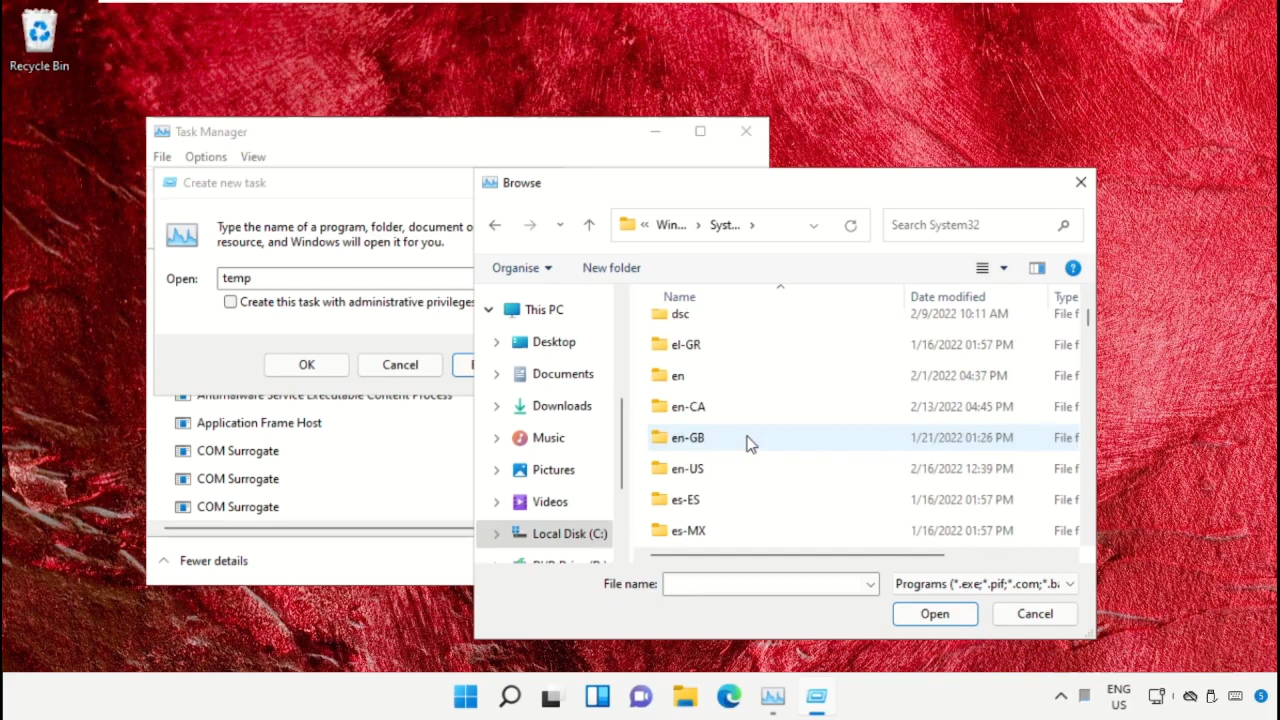 Recycle Bin
Task Manager
File Options View
Create new task
Type the name of a program, folder, document o
resource, and Windows will open it for you.
Open: temp
Create this task with administrative privileges
OK Cancel
Antimalware Service Executable Content Process
Application Frame Host
COM Surrogate
COM Surrogate
COM Surrogate
Fewer details
Browse
« Win... › Syst... ›
Search System32
Organise New folder
Name Date modified Type
This PC
Desktop
Documents
Downloads
Music
Pictures
Videos
Local Disk (C:)
dsc 2/9/2022 10:11 AM File f
el-GR 1/16/2022 01:57 PM File f
en 2/1/2022 04:37 PM File f
en-CA 2/13/2022 04:45 PM File f
en-GB 1/21/2022 01:26 PM File f
en-US 2/16/2022 12:39 PM File f
es-ES 1/16/2022 01:57 PM File f
es-MX 1/16/2022 01:57 PM File f
File name: Programs (*.exe;*.pif;*.com;*.ba
Open Cancel
ENG
US
5